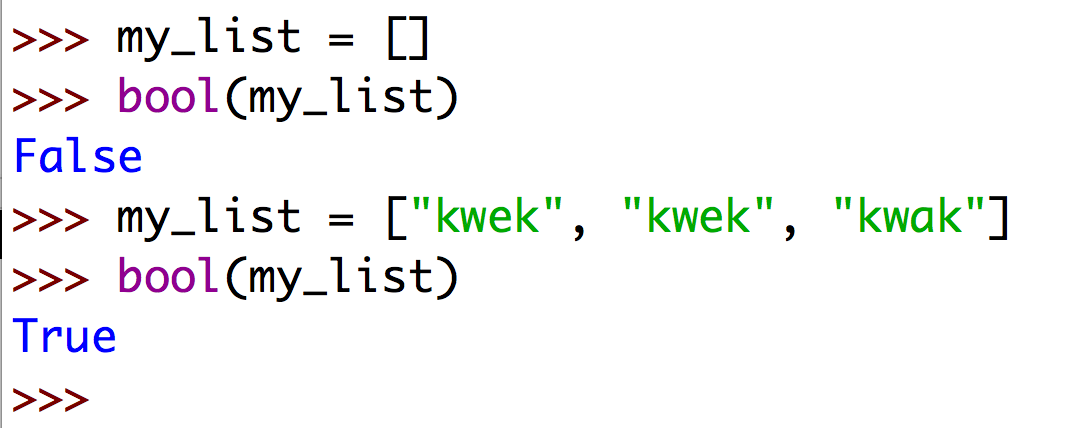 >>> my_list = []
>>> bool(my_list)
False
>>> my_list = ["kwek", "kwek", "kwak"]
>>> bool(my_list)
True
>>>